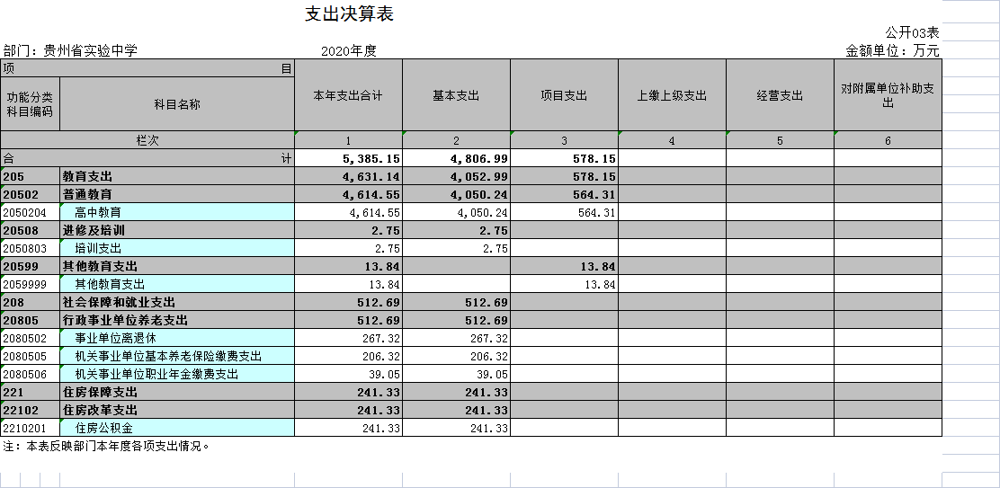 支出决算表
公开03表
部门：贵州省实验中学 2020年度 金额单位：万元
项 目 本年支出合计 基本支出 项目支出 上缴上级支出 经营支出 对附属单位补助支
出
功能分类
科目编码 科目名称
栏次 1 2 3 4 5 6
合 计 5,385.15 4,806.99 578.15
205 教育支出 4,631.14 4,052.99 578.15
20502 普通教育 4,614.55 4,050.24 564.31
2050204 高中教育 4,614.55 4,050.24 564.31
20508 进修及培训 2.75 2.75
2050803 培训支出 2.75 2.75
20599 其他教育支出 13.84 13.84
2059999 其他教育支出 13.84 13.84
208 社会保障和就业支出 512.69 512.69
20805 行政事业单位养老支出 512.69 512.69
2080502 事业单位离退休 267.32 267.32
2080505 机关事业单位基本养老保险缴费支出 206.32 206.32
2080506 机关事业单位职业年金缴费支出 39.05 39.05
221 住房保障支出 241.33 241.33
22102 住房改革支出 241.33 241.33
2210201 住房公积金 241.33 241.33
注：本表反映部门本年度各项支出情况。